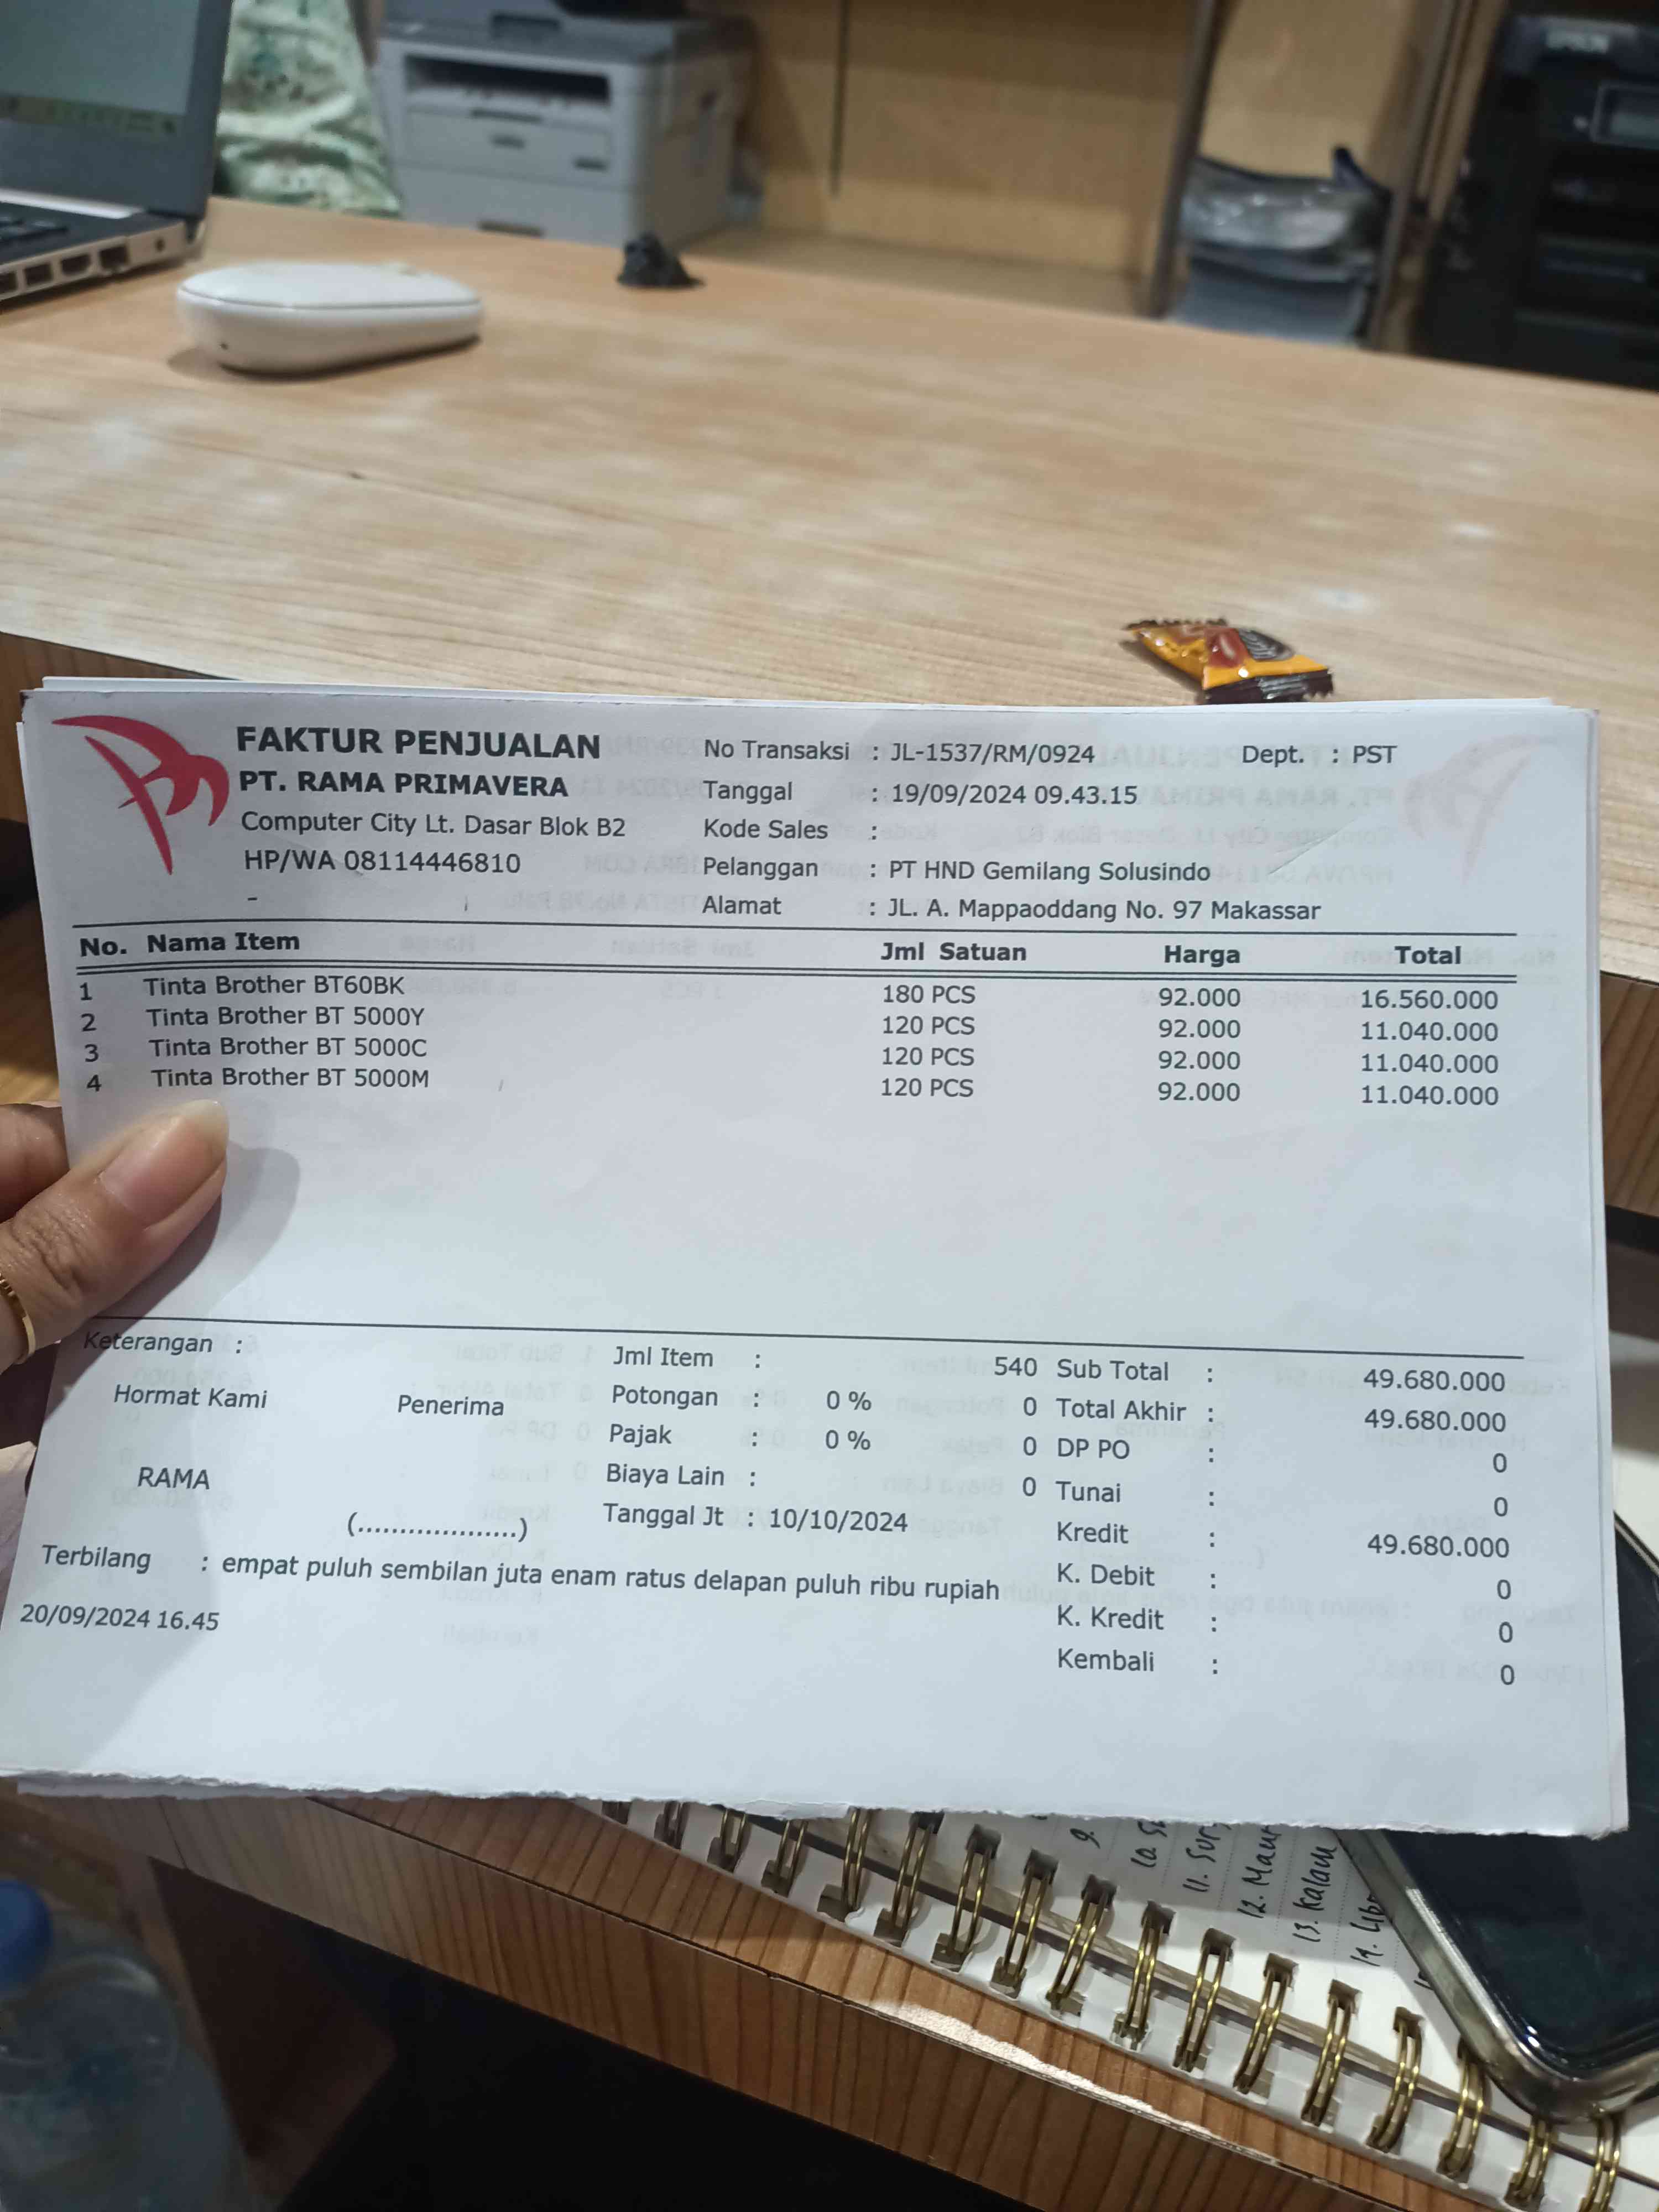 EPSON
FAKTUR PENJUALAN
PT. RAMA PRIMAVERA
Computer City Lt. Dasar Blok B2
HP/WA 08114446810
-
No Transaksi : JL-1537/RM/0924 Dept. : PST
Tanggal : 19/09/2024 09.43.15
Kode Sales :
Pelanggan : PT HND Gemilang Solusindo
Alamat : JL. A. Mappaoddang No. 97 Makassar
No. Nama Item Jml Satuan Harga Total
1 Tinta Brother BT60BK 180 PCS 92.000 16.560.000
2 Tinta Brother BT 5000Y 120 PCS 92.000 11.040.000
3 Tinta Brother BT 5000C 120 PCS 92.000 11.040.000
4 Tinta Brother BT 5000M 120 PCS 92.000 11.040.000
Keterangan :
Hormat Kami Penerima
RAMA
(...................)
Jml Item : 540
Potongan : 0 % 0
Pajak : 0 % 0
Biaya Lain : 0
Tanggal Jt : 10/10/2024
Sub Total : 49.680.000
Total Akhir : 49.680.000
DP PO : 0
Tunai : 0
Kredit : 49.680.000
K. Debit : 0
K. Kredit : 0
Kembali : 0
Terbilang : empat puluh sembilan juta enam ratus delapan puluh ribu rupiah
20/09/2024 16.45
9.
10.
11.
12.
13. Kalam
14.